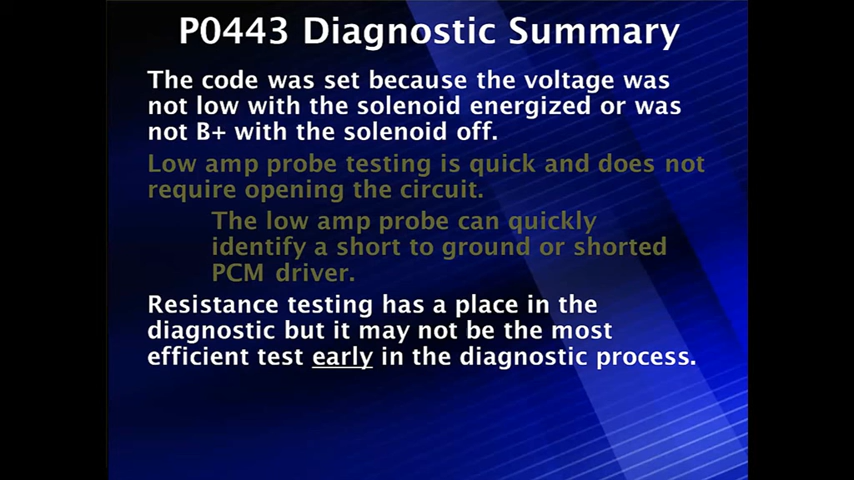 P0443 Diagnostic Summary
The code was set because the voltage was
not low with the solenoid energized or was
not B+ with the solenoid off.
Low amp probe testing is quick and does not
require opening the circuit.
The low amp probe can quickly
identify a short to ground or shorted
PCM driver.
Resistance testing has a place in the
diagnostic but it may not be the most
efficient test early in the diagnostic process.